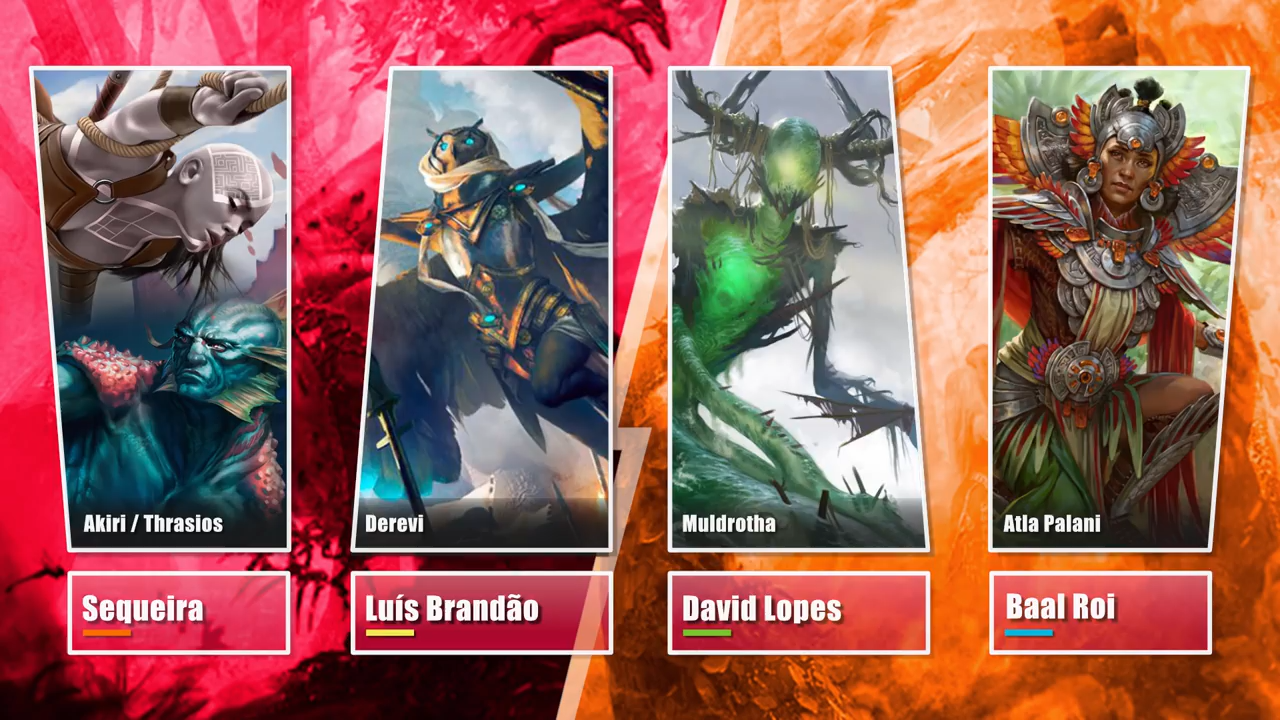 Akiri / Thrasios
Derevi
Muldrotha
Atla Palani
Sequeira
Luís Brandão
David Lopes
Baal Roi